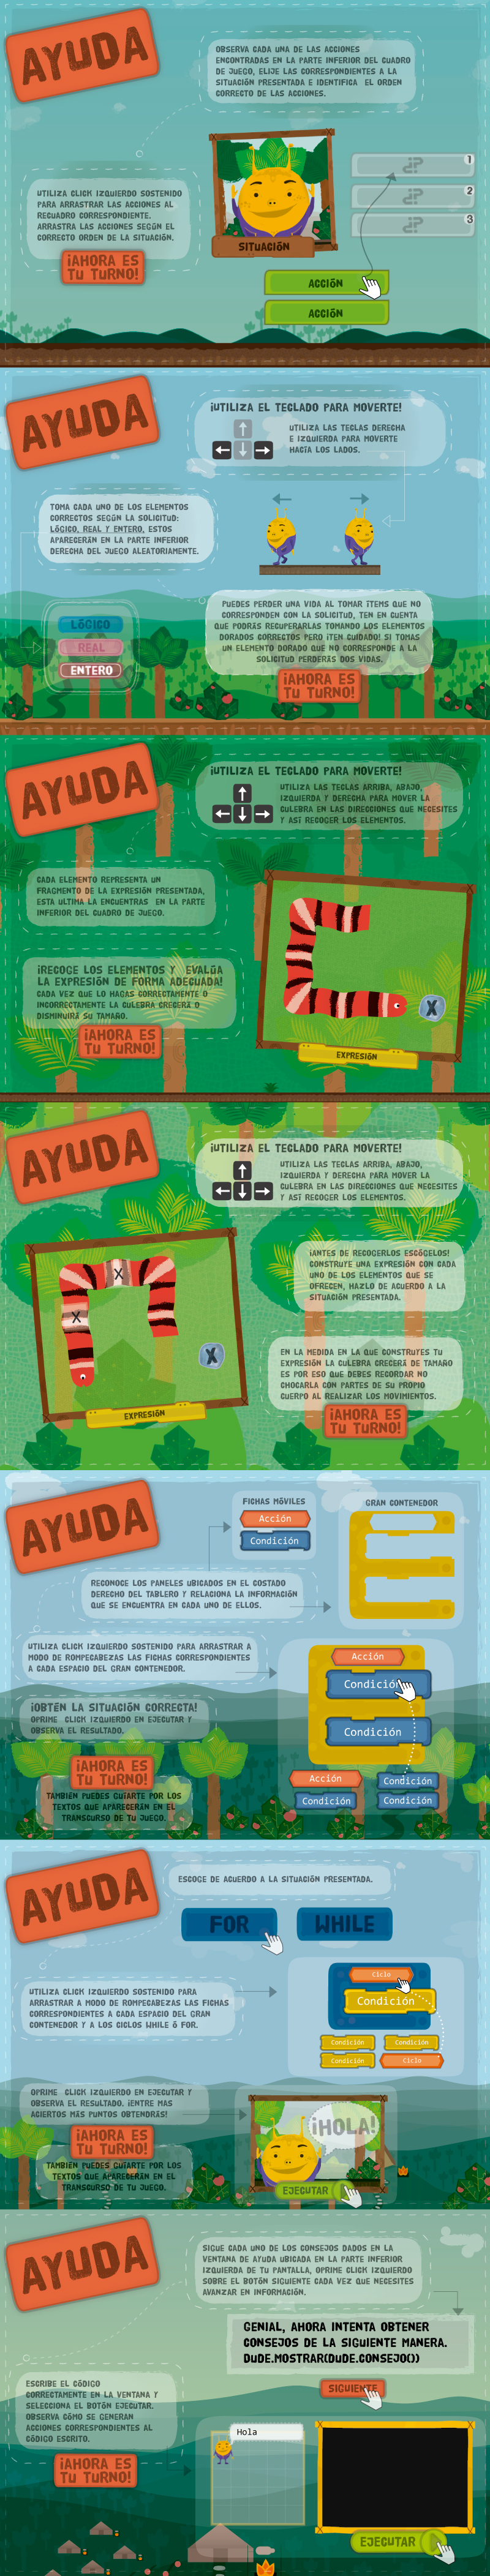 AYUDA
OBSERVA CADA UNA DE LAS ACCIONES
ENCONTRADAS EN LA PARTE INFERIOR DEL CUADRO
DE JUEGO, ELIJE LAS CORRESPONDIENTES A LA
SITUACIÓN PRESENTADA E IDENTIFICA EL ORDEN
CORRECTO DE LAS ACCIONES.
UTILIZA CLICK IZQUIERDO SOSTENIDO
PARA ARRASTRAR LAS ACCIONES AL
RECUADRO CORRESPONDIENTE.
ARRASTRA LAS ACCIONES SEGÚN EL
CORRECTO ORDEN DE LA SITUACIÓN.
¡AHORA ES
TU TURNO!
SITUACIÓN
¿?
1
¿?
2
¿?
3
ACCIÓN
ACCIÓN
AYUDA
¡UTILIZA EL TECLADO PARA MOVERTE!
UTILIZA LAS TECLAS DERECHA
E IZQUIERDA PARA MOVERTE
HACIA LOS LADOS.
TOMA CADA UNO DE LOS ELEMENTOS
CORRECTOS SEGÚN LA SOLICITUD:
LÓGICO, REAL Y ENTERO, ESTOS
APARECERÁN EN LA PARTE INFERIOR
DERECHA DEL JUEGO ALEATORIAMENTE.
LÓGICO
REAL
ENTERO
PUEDES PERDER UNA VIDA AL TOMAR ÍTEMS QUE NO
CORRESPONDEN CON LA SOLICITUD, TEN EN CUENTA
QUE PODRÁS RECUPERARLAS TOMANDO LOS ELEMENTOS
DORADOS CORRECTOS PERO ¡TEN CUIDADO! SI TOMAS
UN ELEMENTO DORADO QUE NO CORRESPONDE A LA
SOLICITUD PERDERÁS DOS VIDAS.
¡AHORA ES
TU TURNO!
AYUDA
¡UTILIZA EL TECLADO PARA MOVERTE!
UTILIZA LAS TECLAS ARRIBA, ABAJO,
IZQUIERDA Y DERECHA PARA MOVER LA
CULEBRA EN LAS DIRECCIONES QUE NECESITES
Y ASÍ RECOGER LOS ELEMENTOS.
CADA ELEMENTO REPRESENTA UN
FRAGMENTO DE LA EXPRESIÓN PRESENTADA,
ESTA ULTIMA LA ENCUENTRAS EN LA PARTE
INFERIOR DEL CUADRO DE JUEGO.
¡RECOGE LOS ELEMENTOS Y EVALÚA
LA EXPRESIÓN DE FORMA ADECUADA!
CADA VEZ QUE LO HAGAS CORRECTAMENTE O
INCORRECTAMENTE LA CULEBRA CRECERÁ O
DISMINUIRÁ SU TAMAÑO.
¡AHORA ES
TU TURNO!
X
EXPRESIÓN
AYUDA
¡UTILIZA EL TECLADO PARA MOVERTE!
UTILIZA LAS TECLAS ARRIBA, ABAJO,
IZQUIERDA Y DERECHA PARA MOVER LA
CULEBRA EN LAS DIRECCIONES QUE NECESITES
Y ASÍ RECOGER LOS ELEMENTOS.
X
X
X
EXPRESIÓN
¡ANTES DE RECOGERLOS ESCÓGELOS!
CONSTRUYE UNA EXPRESIÓN CON CADA
UNO DE LOS ELEMENTOS QUE SE
OFRECEN, HAZLO DE ACUERDO A LA
SITUACIÓN PRESENTADA.
EN LA MEDIDA EN LA QUE CONSTRUYES TU
EXPRESIÓN LA CULEBRA CRECERÁ DE TAMAÑO
ES POR ESO QUE DEBES RECORDAR NO
CHOCARLA CON PARTES DE SU PROPIO
CUERPO AL REALIZAR LOS MOVIMIENTOS.
¡AHORA ES
TU TURNO!
AYUDA
FICHAS MÓVILES
Acción
Condición
GRAN CONTENEDOR
RECONOCE LOS PANELES UBICADOS EN EL COSTADO
DERECHO DEL TABLERO Y RELACIONA LA INFORMACIÓN
QUE SE ENCUENTRA EN CADA UNO DE ELLOS.
UTILIZA CLICK IZQUIERDO SOSTENIDO PARA ARRASTRAR A
MODO DE ROMPECABEZAS LAS FICHAS CORRESPONDIENTES
A CADA ESPACIO DEL GRAN CONTENEDOR.
¡OBTÉN LA SITUACIÓN CORRECTA!
OPRIME CLICK IZQUIERDO EN EJECUTAR Y
OBSERVA EL RESULTADO.
¡AHORA ES
TU TURNO!
TAMBIÉN PUEDES GUIARTE POR LOS
TEXTOS QUE APARECERÁN EN EL
TRANSCURSO DE TU JUEGO.
Acción
Condición
Condición
Acción
Condición
Condición
Condición
AYUDA
ESCOGE DE ACUERDO A LA SITUACIÓN PRESENTADA.
FOR
WHILE
UTILIZA CLICK IZQUIERDO SOSTENIDO PARA
ARRASTRAR A MODO DE ROMPECABEZAS LAS FICHAS
CORRESPONDIENTES A CADA ESPACIO DEL GRAN
CONTENEDOR Y A LOS CICLOS WHILE Ó FOR.
Ciclo
Condición
Condición
Condición
Condición
Ciclo
OPRIME CLICK IZQUIERDO EN EJECUTAR Y
OBSERVA EL RESULTADO. ¡ENTRE MAS
ACIERTOS MÁS PUNTOS OBTENDRÁS!
¡AHORA ES
TU TURNO!
TAMBIÉN PUEDES GUIARTE POR LOS
TEXTOS QUE APARECERÁN EN EL
TRANSCURSO DE TU JUEGO.
¡HOLA!
EJECUTAR
AYUDA
SIGUE CADA UNO DE LOS CONSEJOS DADOS EN LA
VENTANA DE AYUDA UBICADA EN LA PARTE INFERIOR
IZQUIERDA DE TU PANTALLA, OPRIME CLICK IZQUIERDO
SOBRE EL BOTÓN SIGUIENTE CADA VEZ QUE NECESITES
AVANZAR EN INFORMACIÓN.
GENIAL, AHORA INTENTA OBTENER
CONSEJOS DE LA SIGUIENTE MANERA.
DUDE.MOSTRAR(DUDE.CONSEJO())
SIGUIENTE
ESCRIBE EL CÓDIGO
CORRECTAMENTE EN LA VENTANA Y
SELECCIONA EL BOTÓN EJECUTAR.
OBSERVA CÓMO SE GENERAN
ACCIONES CORRESPONDIENTES AL
CÓDIGO ESCRITO.
¡AHORA ES
TU TURNO!
Hola
EJECUTAR